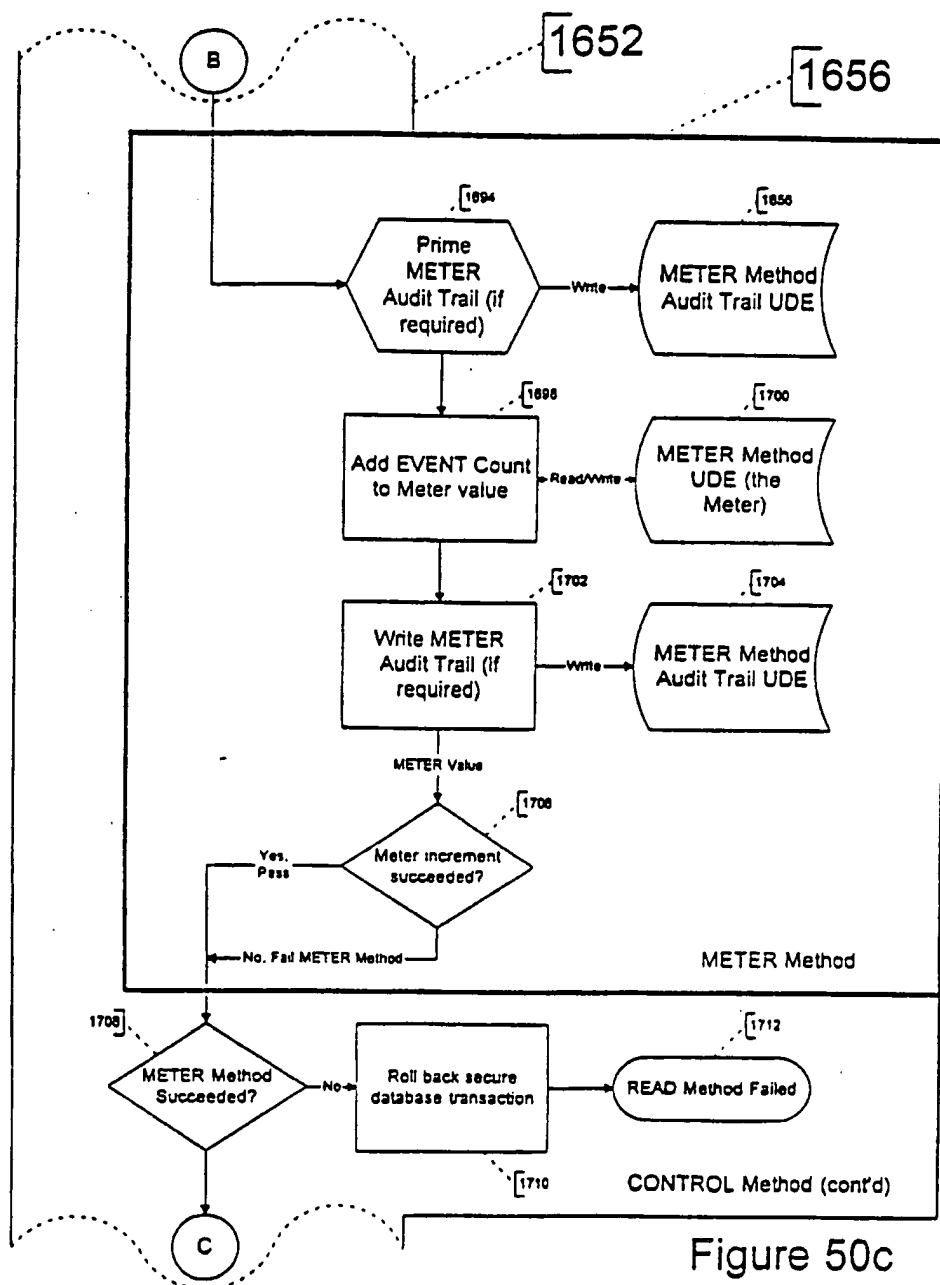 B
1652
1656
1694
Prime
METER
Audit Trail (if
required)
Write
1656
METER Method
Audit Trail UDE
1698
Add EVENT Count
to Meter value
Read/Write
1700
METER Method
UDE (the
Meter)
1702
Write METER
Audit Trail (if
required)
Write
1704
METER Method
Audit Trail UDE
METER Value
1706
Meter increment
succeeded?
Yes,
Pass
No, Fail METER Method
METER Method
1708
METER Method
Succeeded?
No
Roll back secure
database transaction
1710
1712
READ Method Failed
CONTROL Method (cont'd)
C
Figure 50c